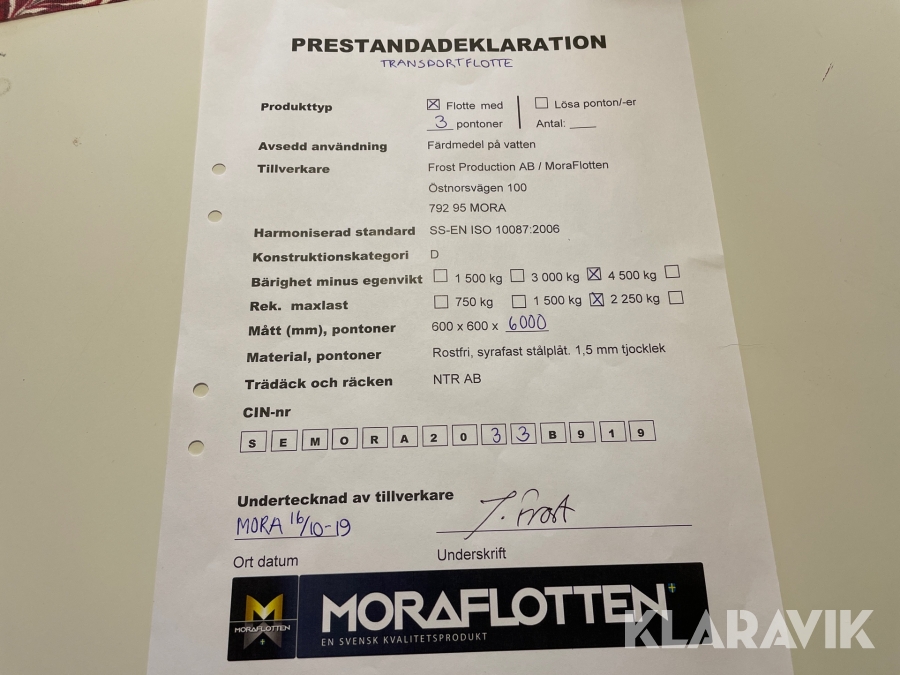 PRESTANDADEKLARATION
TRANSPORTFLOTTE
Produkttyp ☒ Flotte med ☐ Lösa ponton/-er
3 pontoner Antal: ____
Avsedd användning Färdmedel på vatten
Tillverkare Frost Production AB / MoraFlotten
Östnorsvägen 100
792 95 MORA
Harmoniserad standard SS-EN ISO 10087:2006
Konstruktionskategori D
Bärighet minus egenvikt ☐ 1 500 kg ☐ 3 000 kg ☒ 4 500 kg ☐
Rek. maxlast ☐ 750 kg ☐ 1 500 kg ☒ 2 250 kg ☐
Mått (mm), pontoner 600 x 600 x 6000
Material, pontoner Rostfri, syrafast stålplåt. 1,5 mm tjocklek
Trädäck och räcken NTR AB
CIN-nr
S E M O R A 2 0 3 3 B 9 1 9
Undertecknad av tillverkare
MORA 16/10-19 J. Frost
Ort datum Underskrift
MORAFLOTTEN
MORAFLOTTEN
EN SVENSK KVALITETSPRODUKT
KLARAVIK